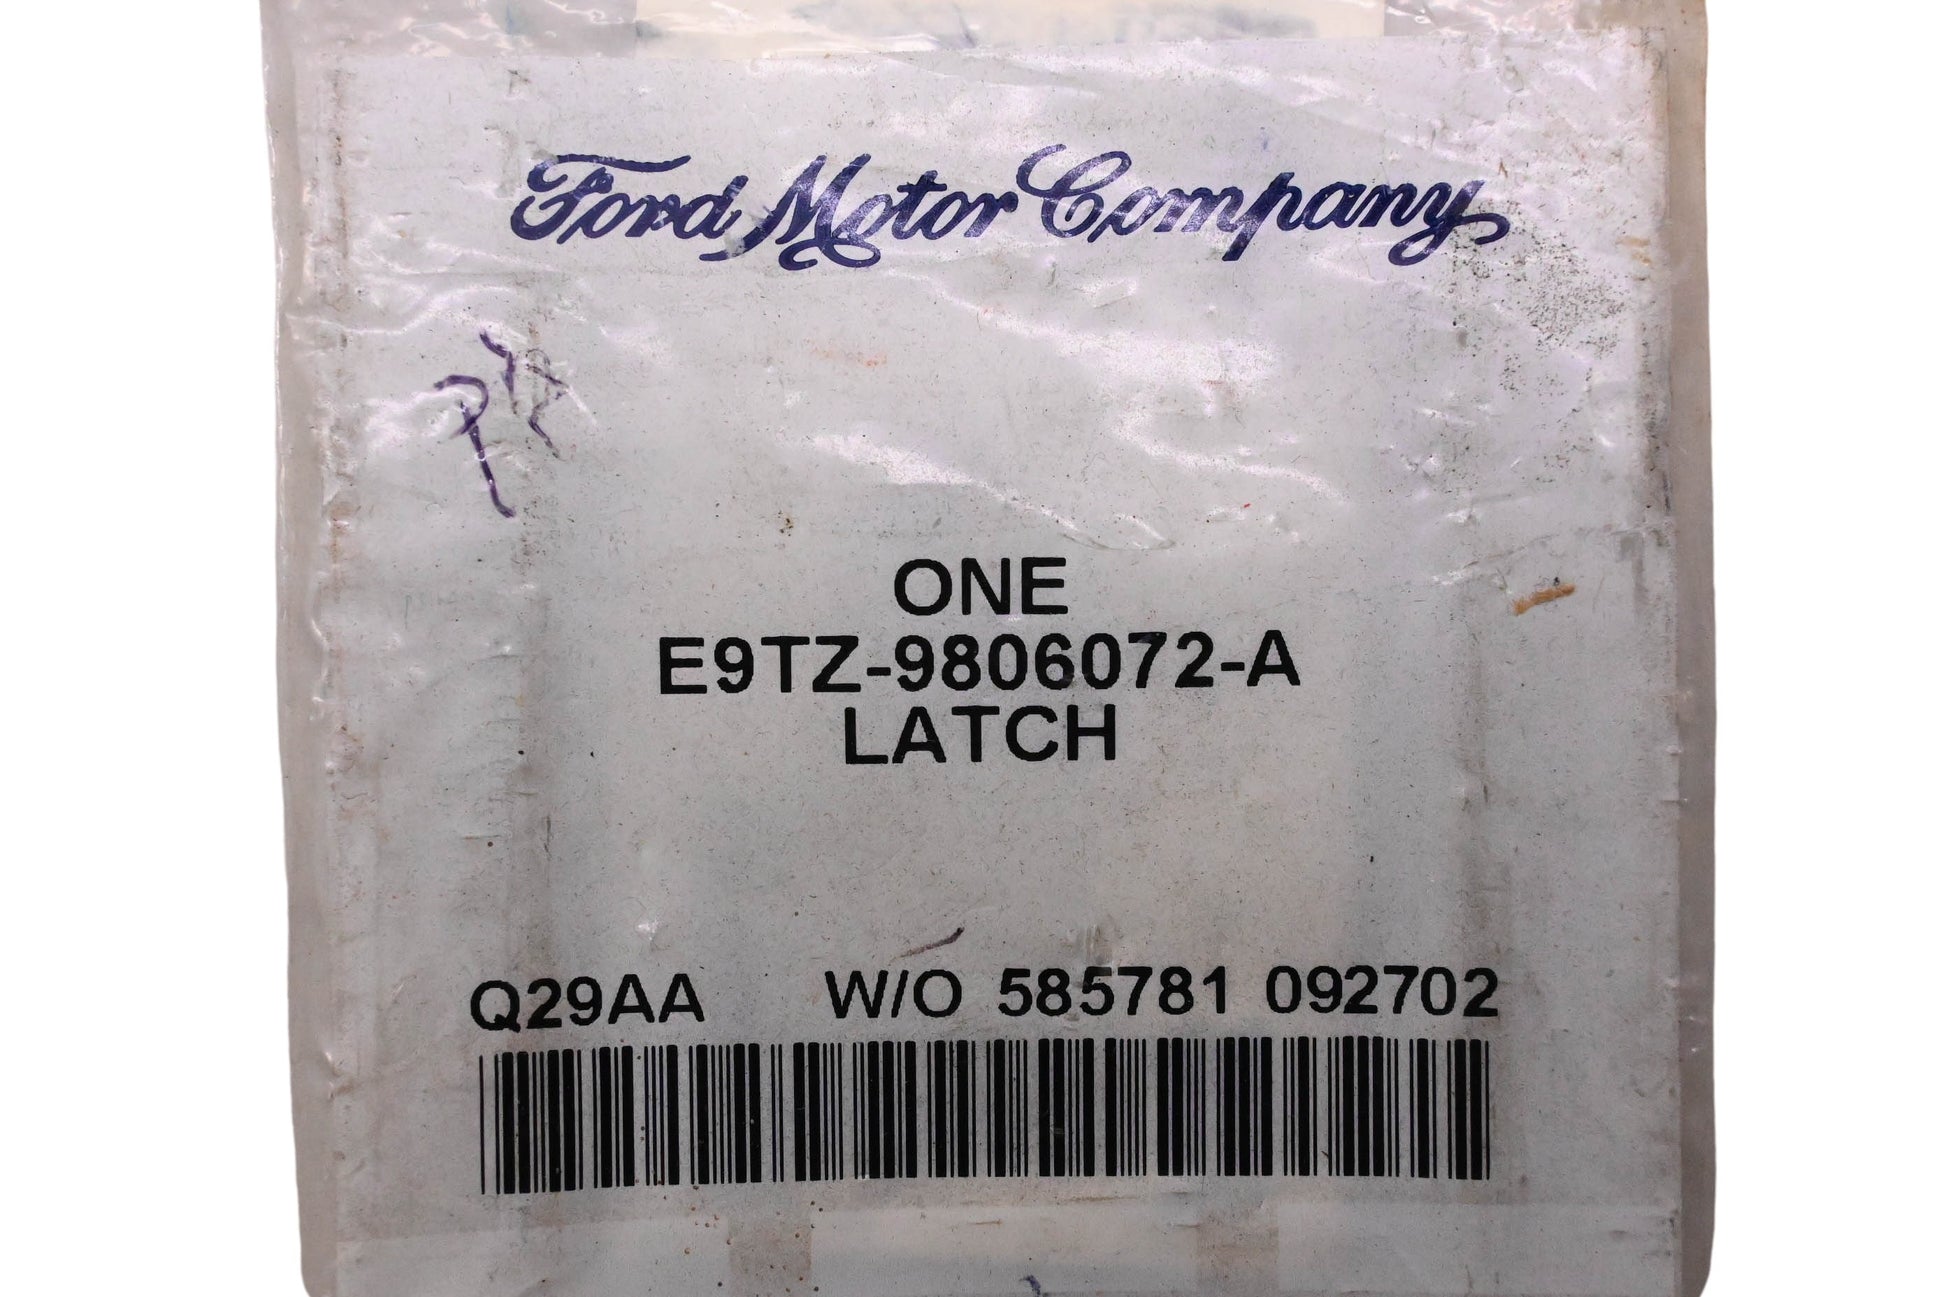 Ford Motor Company
ONE
E9TZ-9806072-A
LATCH
Q29AA W/O 585781 092702